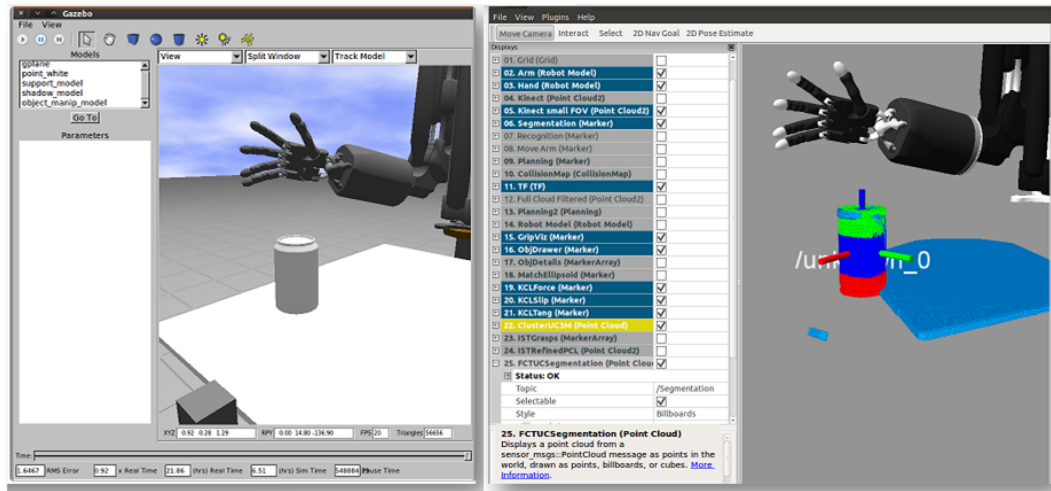 Gazebo
File View
Models
gplane
point_white
support_model
shadow_model
object_manip_model
Go To
Parameters
View
Split Window
Track Model
XYZ 0.92 0.28 1.29 RPY 0.00 14.80 -136.90 FPS 20 Triangles 56656
Time:
1.6467 RMS Error 0.92 x Real Time 21.86 (hrs) Real Time 6.51 (hrs) Sim Time 548884 Pause Time
File View Plugins Help
Move Camera Interact Select 2D Nav Goal 2D Pose Estimate
Displays
01. Grid (Grid)
02. Arm (Robot Model)
03. Hand (Robot Model)
04. Kinect (Point Cloud2)
05. Kinect small FOV (Point Cloud2)
06. Segmentation (Marker)
07. Recognition (Marker)
08. Move Arm (Marker)
09. Planning (Marker)
10. CollisionMap (CollisionMap)
11. TF (TF)
12. Full Cloud Filtered (Point Cloud2)
13. Planning2 (Planning)
14. Robot Model (Robot Model)
15. GripViz (Marker)
16. ObjDrawer (Marker)
17. ObjDetails (MarkerArray)
18. MatchEllipsoid (Marker)
19. KCLForce (Marker)
20. KCLSlip (Marker)
21. KCLTang (Marker)
22. ClusterUC3M (Point Cloud)
23. ISTGrasps (MarkerArray)
24. ISTRefinedPCL (Point Cloud2)
25. FCTUCSegmentation (Point Clou
Status: OK
Topic /Segmentation
Selectable
Style Billboards
25. FCTUCSegmentation (Point Cloud)
Displays a point cloud from a
sensor_msgs::PointCloud message as points in the
world, drawn as points, billboards, or cubes. More
Information.